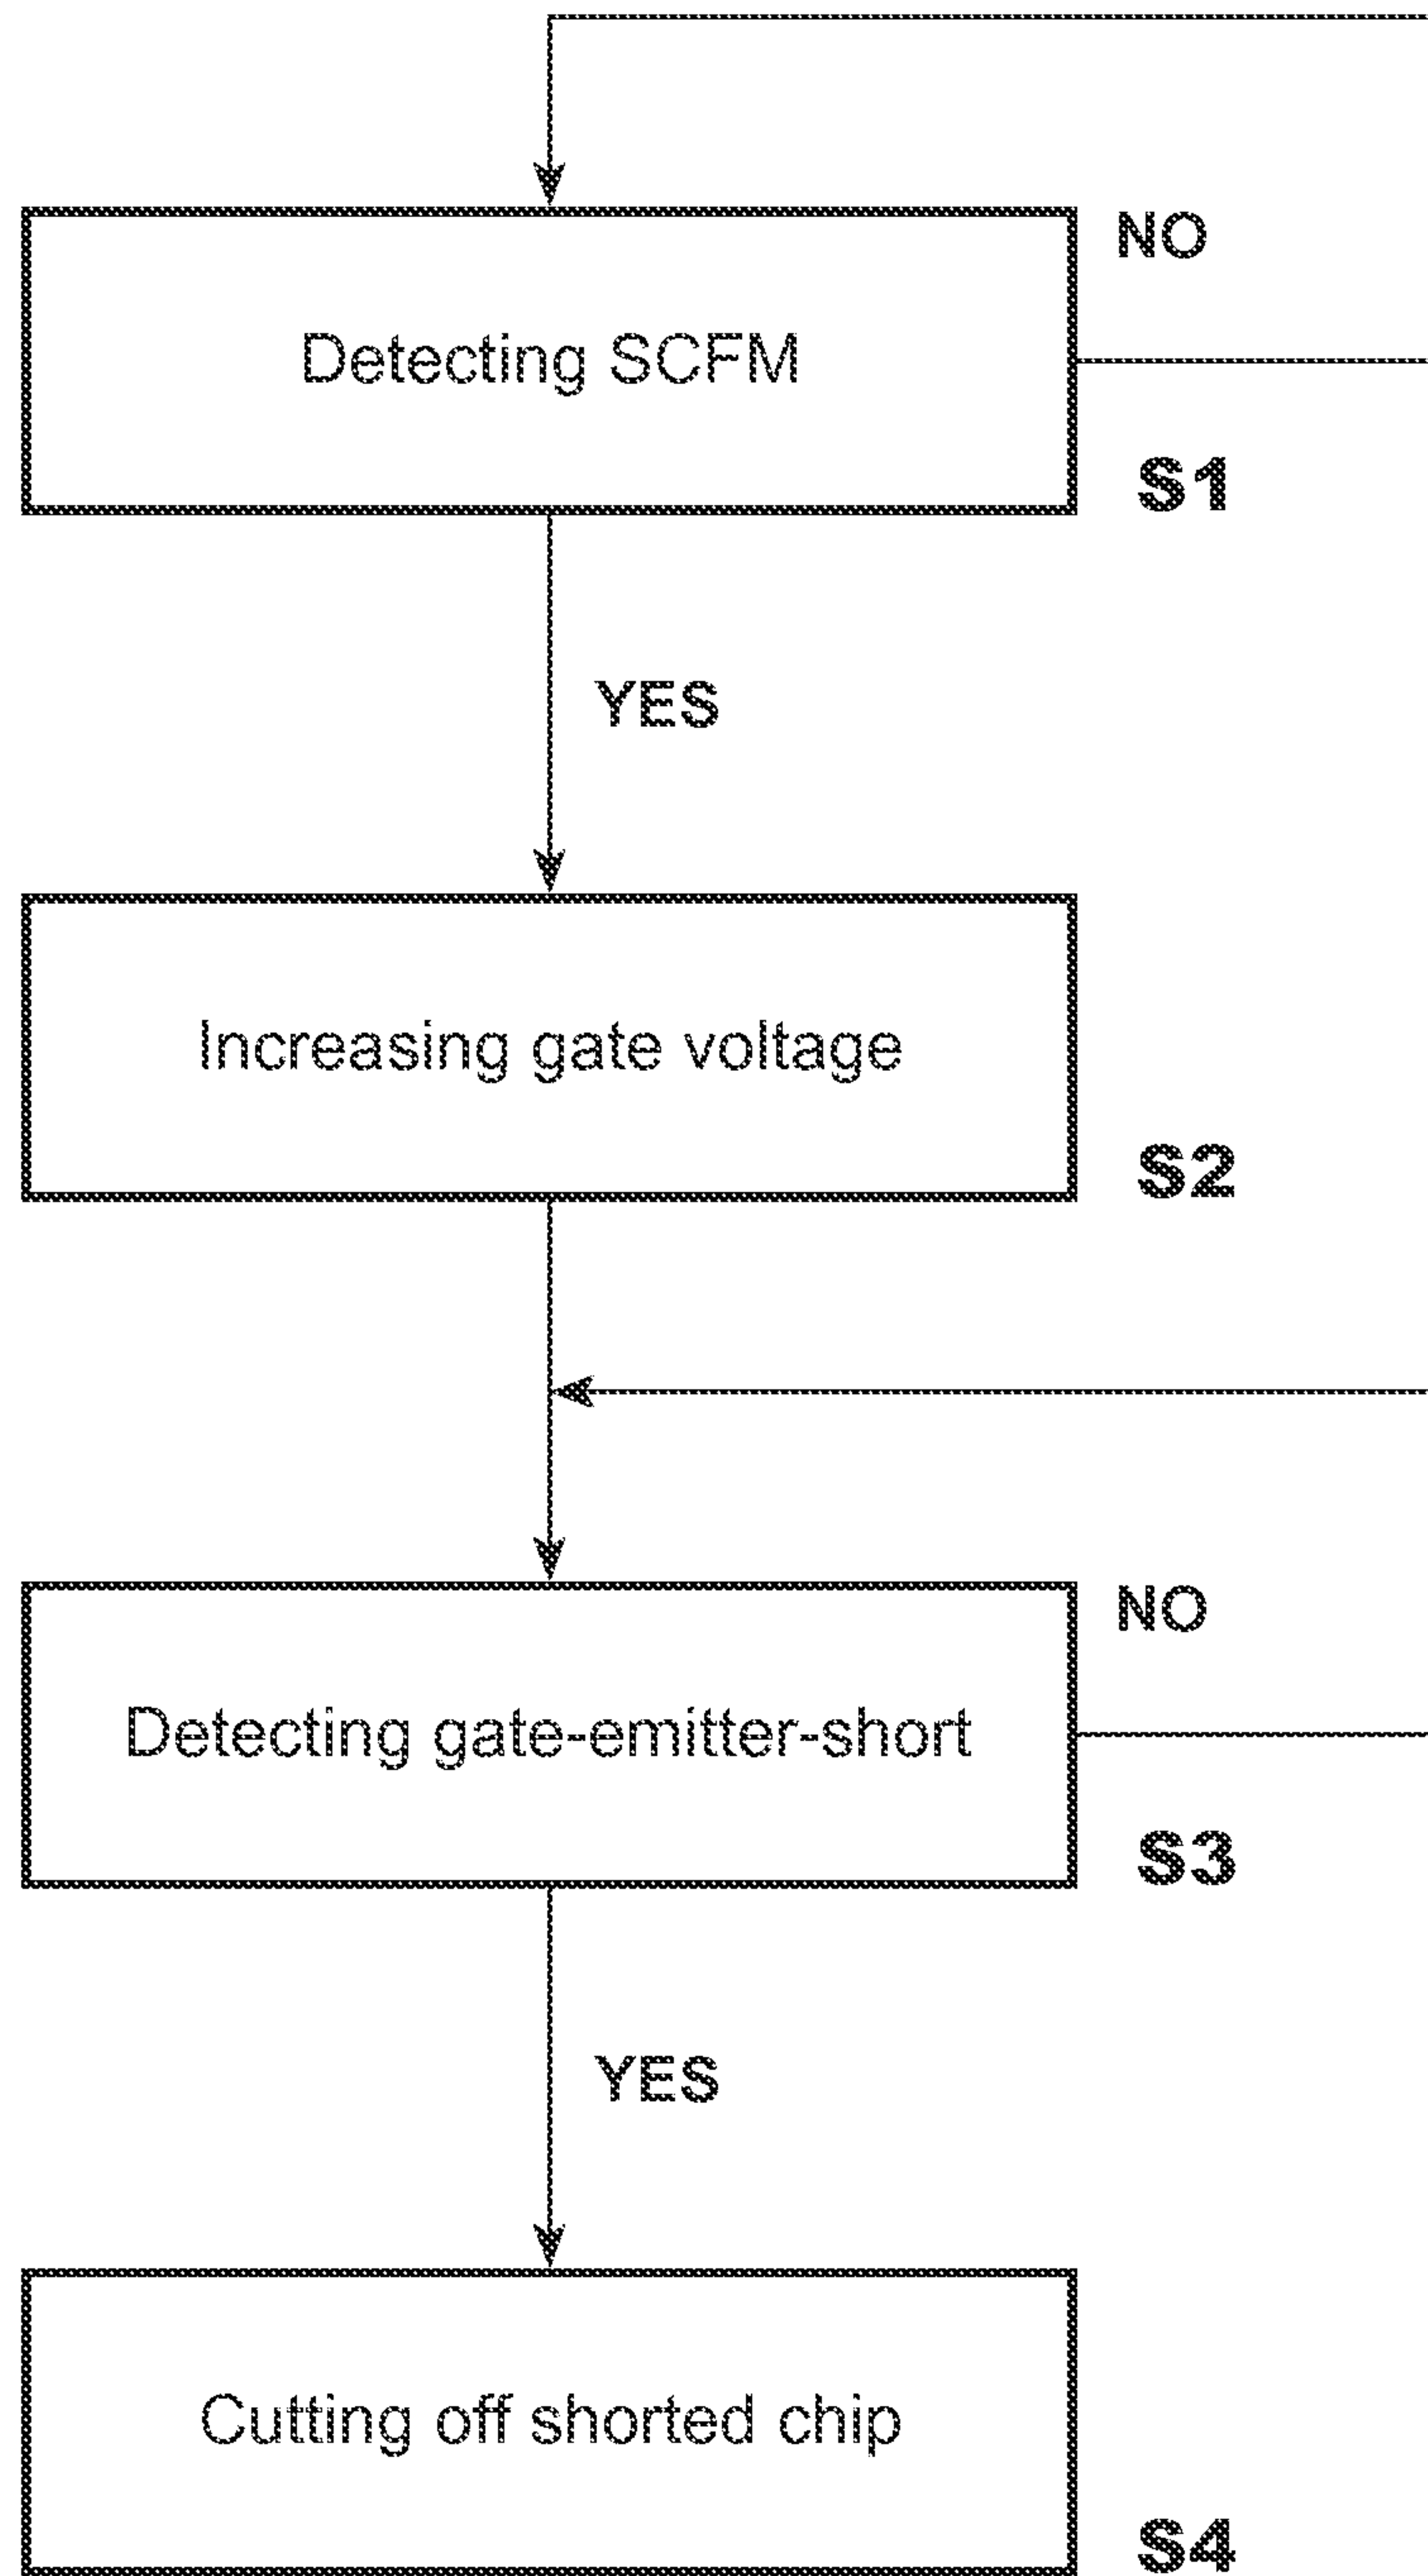 NO
Detecting SCFM
S1
YES
Increasing gate voltage
S2
NO
Detecting gate-emitter-short
S3
YES
Cutting off shorted chip
S4